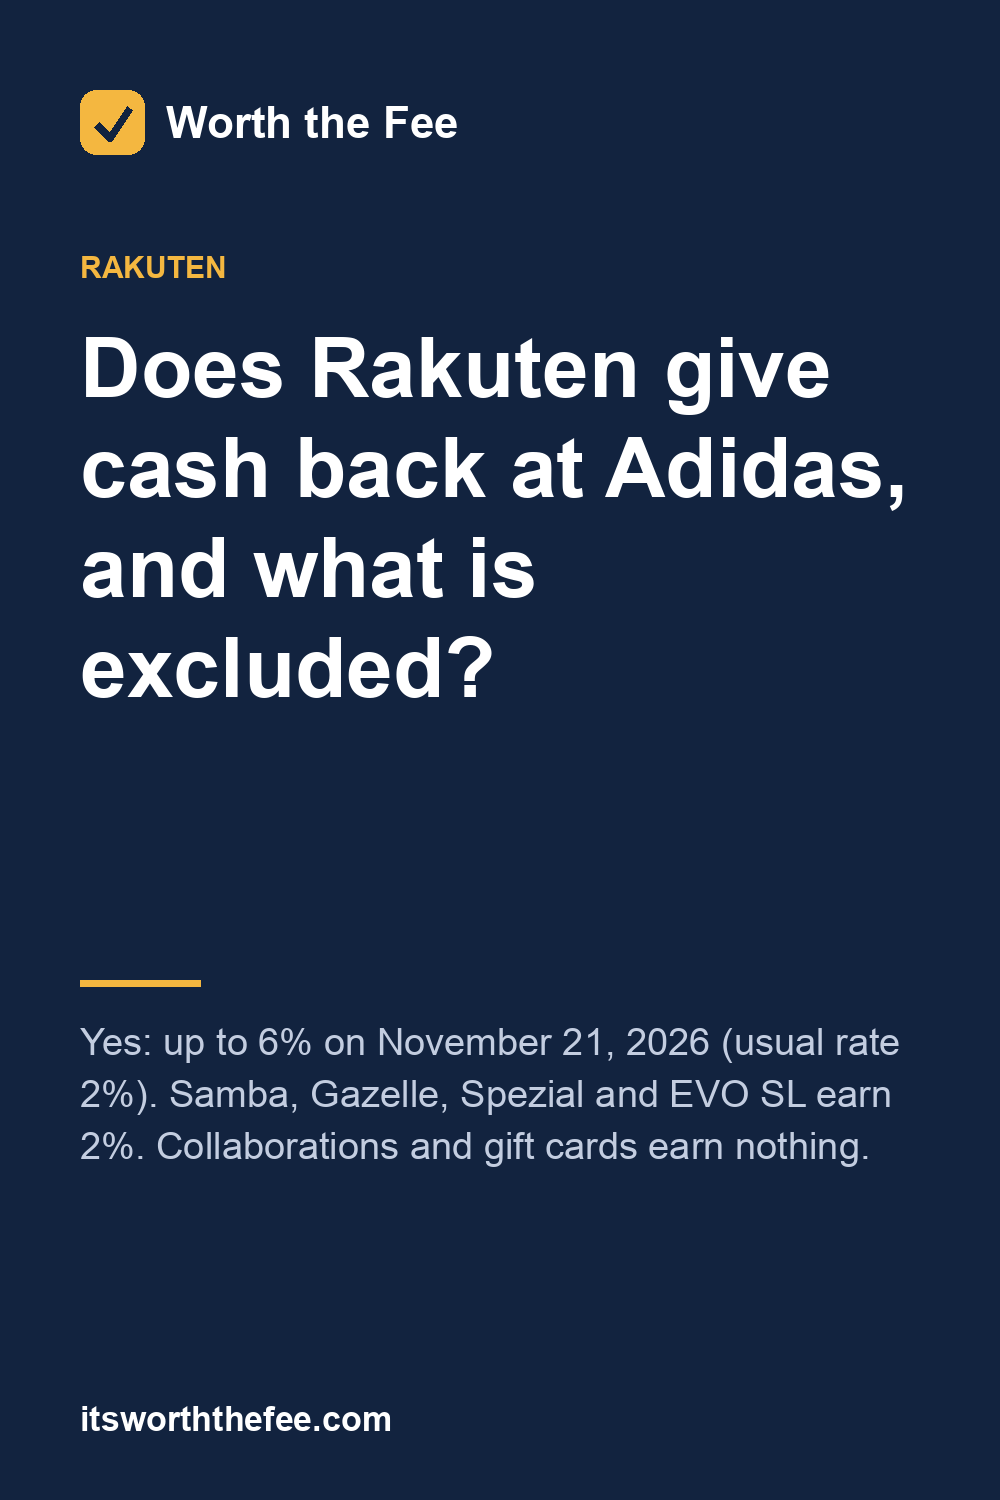 Worth the Fee
RAKUTEN
Does Rakuten give
cash back at Adidas,
and what is
excluded?
Yes: up to 6% on November 21, 2026 (usual rate
2%). Samba, Gazelle, Spezial and EVO SL earn
2%. Collaborations and gift cards earn nothing.
itsworththefee.com